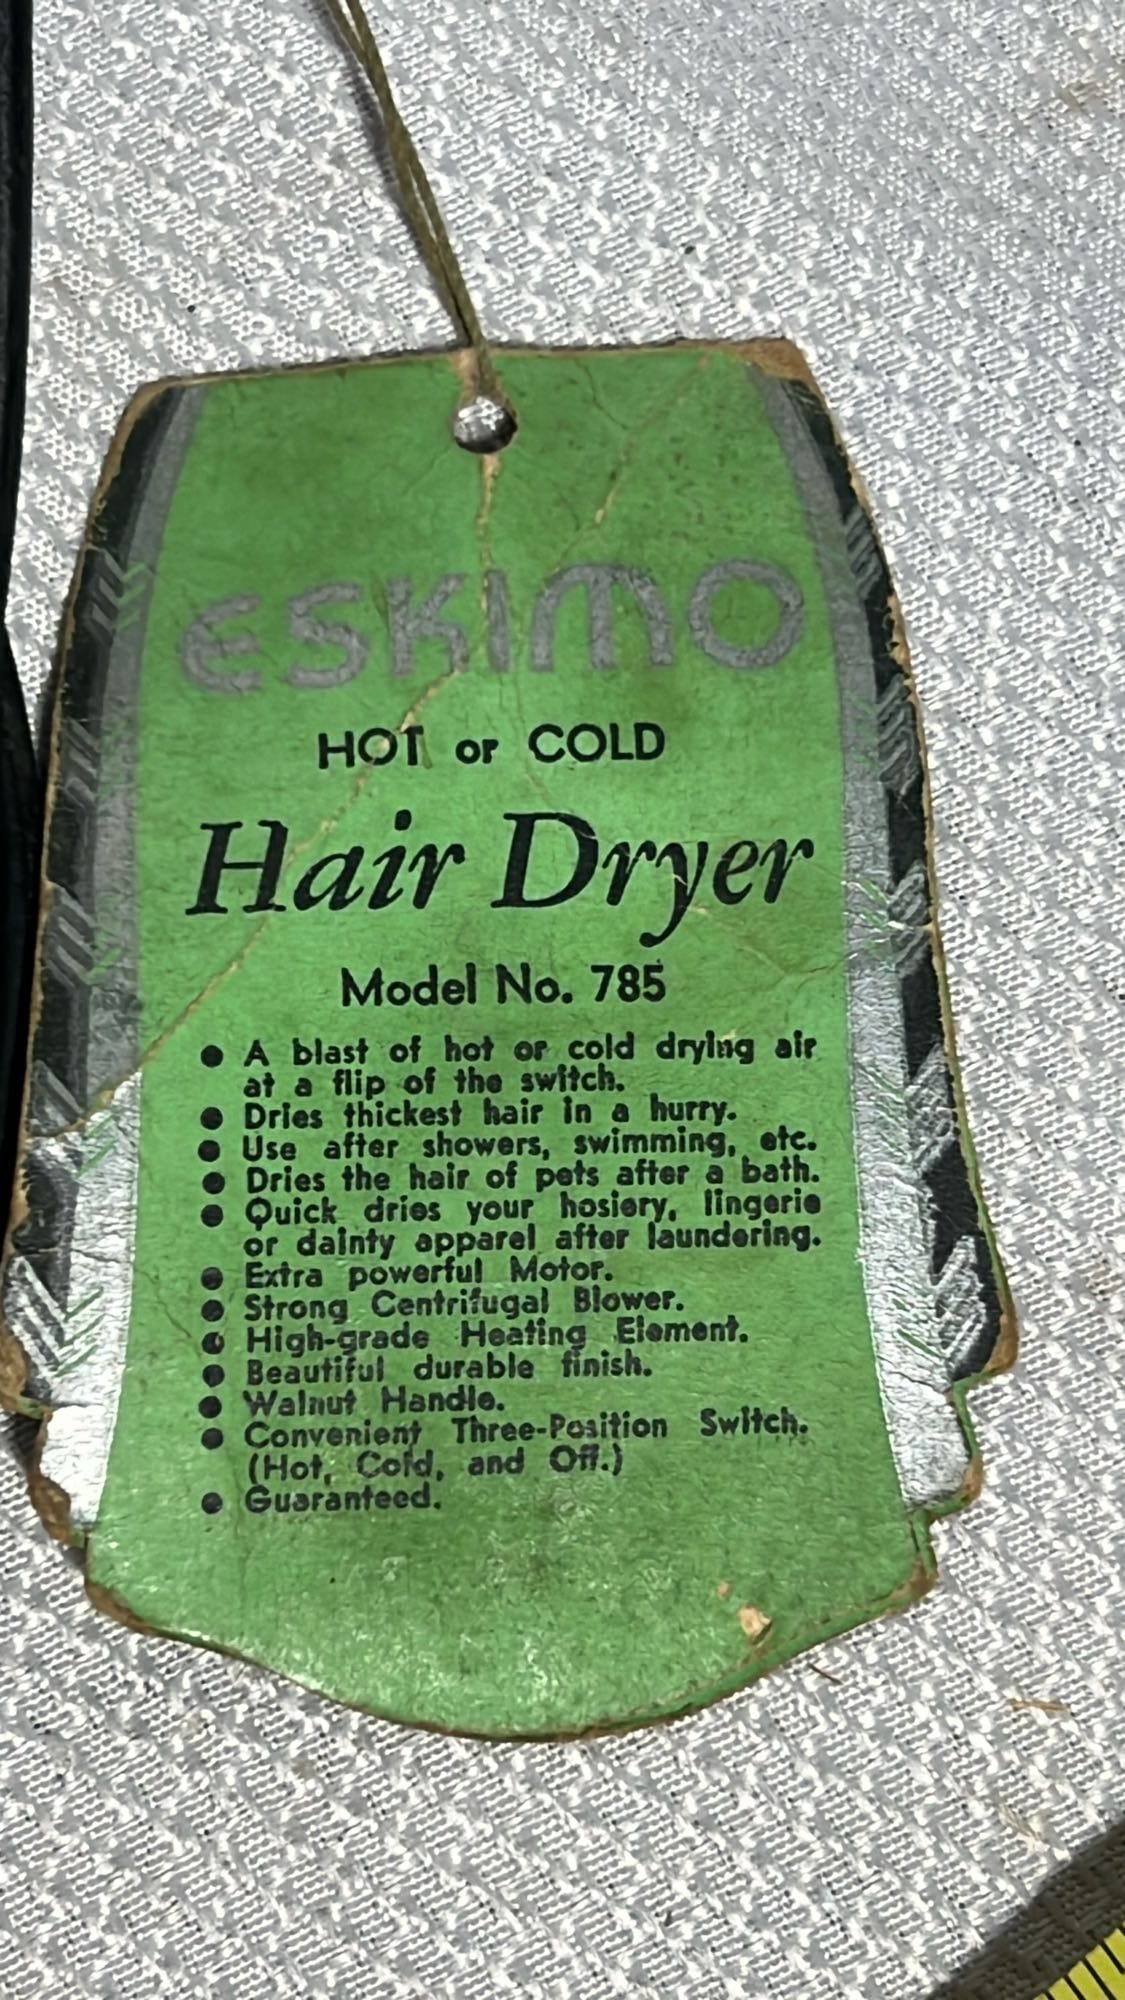 ESKIMO
HOT or COLD
Hair Dryer
Model No. 785
● A blast of hot or cold drying air
at a flip of the switch.
● Dries thickest hair in a hurry.
● Use after showers, swimming, etc.
● Dries the hair of pets after a bath.
● Quick dries your hosiery, lingerie
or dainty apparel after laundering.
● Extra powerful Motor.
● Strong Centrifugal Blower.
● High-grade Heating Element.
● Beautiful durable finish.
● Walnut Handle.
● Convenient Three-Position Switch.
(Hot, Cold, and Off.)
● Guaranteed.